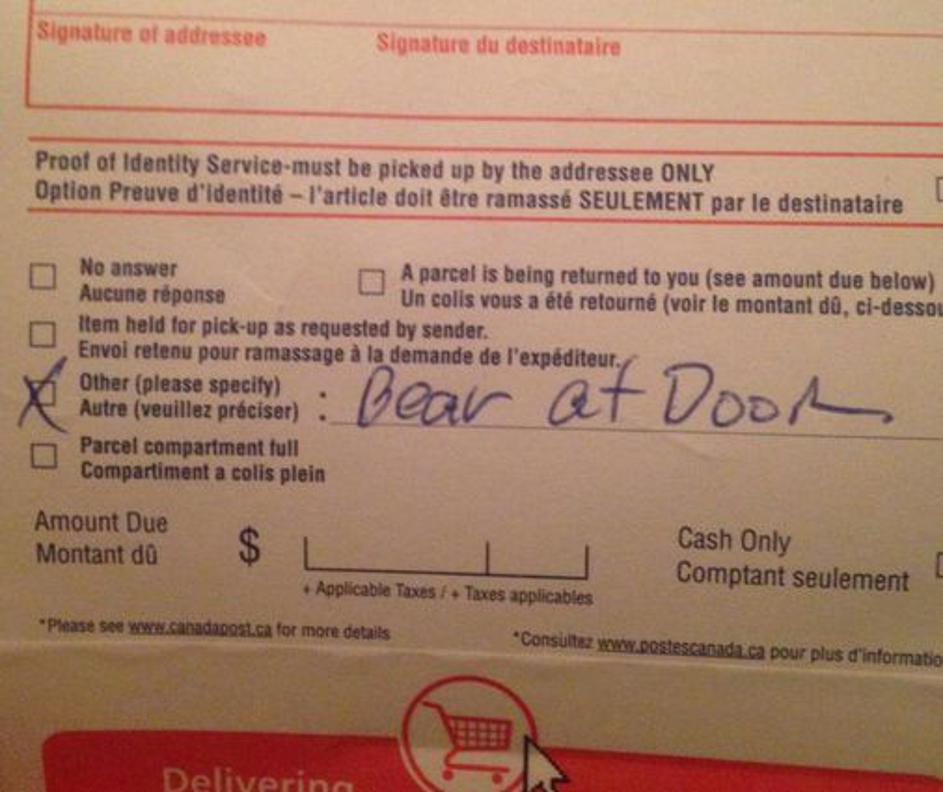 Signature of addressee Signature du destinataire
Proof of Identity Service-must be picked up by the addressee ONLY
Option Preuve d'identité – l'article doit être ramassé SEULEMENT par le destinataire
No answer
Aucune réponse
A parcel is being returned to you (see amount due below)
Un colis vous a été retourné (voir le montant dû, ci-dessou
Item held for pick-up as requested by sender.
Envoi retenu pour ramassage à la demande de l'expéditeur.
Other (please specify)
Autre (veuillez préciser) : Bear at Door
Parcel compartment full
Compartiment a colis plein
Amount Due
Montant dû
$
+ Applicable Taxes / + Taxes applicables
Cash Only
Comptant seulement
*Please see www.canadapost.ca for more details
*Consultez www.postescanada.ca pour plus d'informatio
Delivering